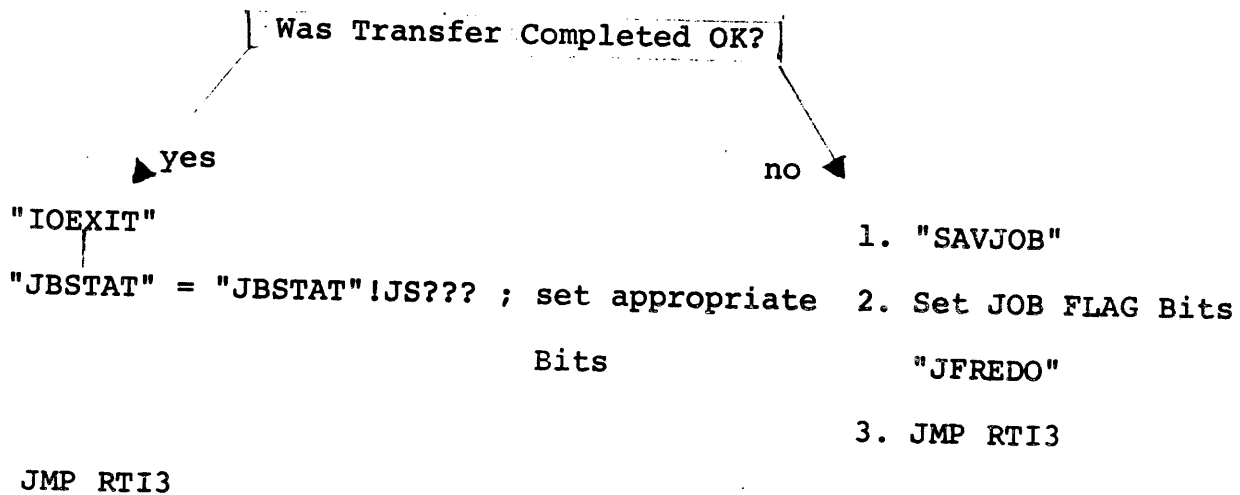 Was Transfer Completed OK?
yes
no
"IOEXIT"
"JBSTAT" = "JBSTAT"!JS??? ; set appropriate
Bits
JMP RTI3
1. "SAVJOB"
2. Set JOB FLAG Bits
"JFREDO"
3. JMP RTI3